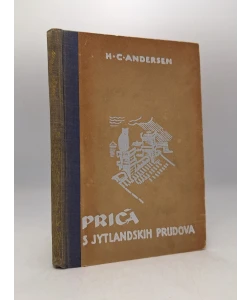 H·C·ANDERSEN
PRIČA
S JYTLANDSKIH PRUDOVA